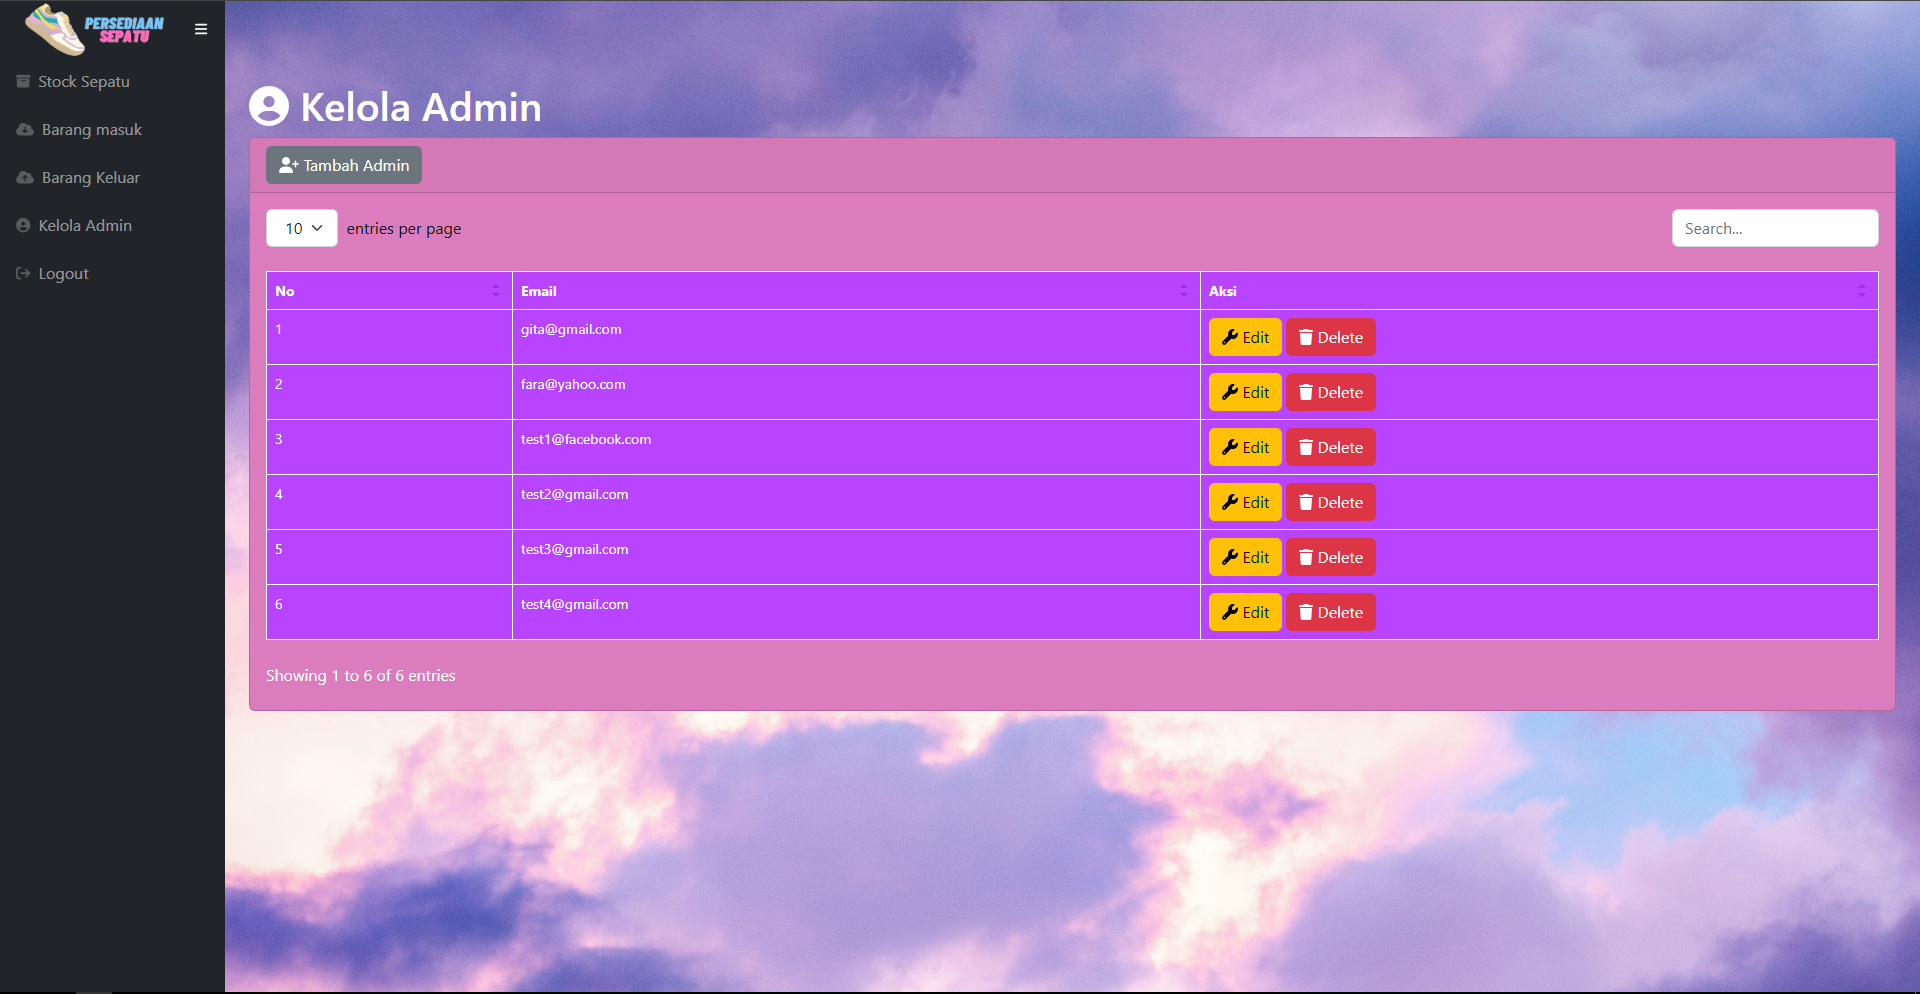 PERSEDIAAN
SEPATU
Stock Sepatu
Barang masuk
Barang Keluar
Kelola Admin
Logout
Kelola Admin
Tambah Admin
10 entries per page
Search...
No Email Aksi
1 gita@gmail.com Edit Delete
2 fara@yahoo.com Edit Delete
3 test1@facebook.com Edit Delete
4 test2@gmail.com Edit Delete
5 test3@gmail.com Edit Delete
6 test4@gmail.com Edit Delete
Showing 1 to 6 of 6 entries